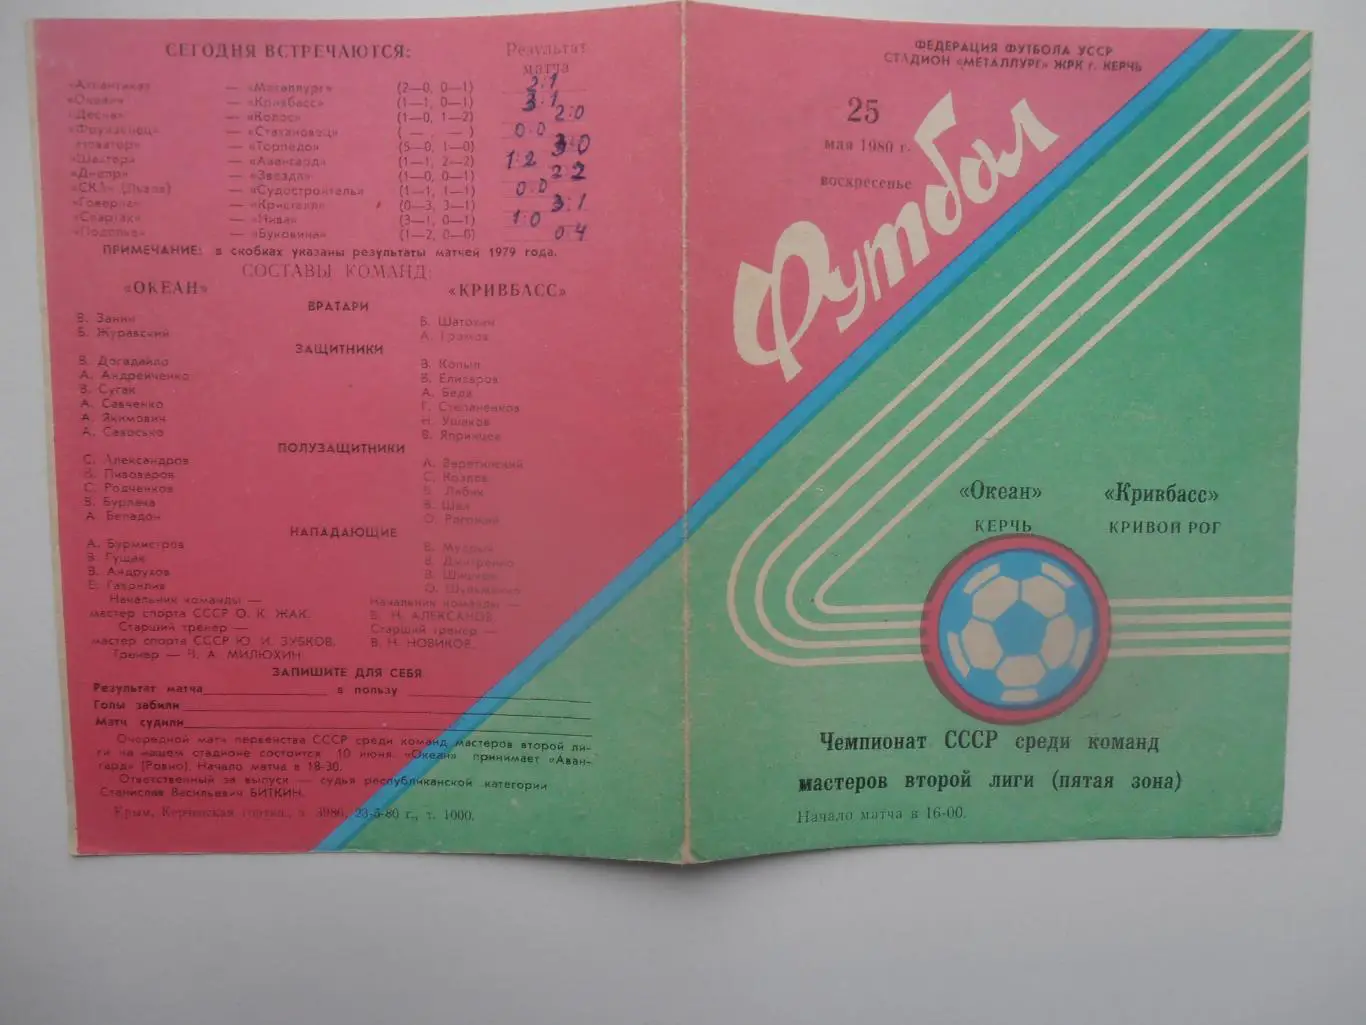 СЕГОДНЯ ВСТРЕЧАЮТСЯ: Результат матча
«Атлантика» — «Металлург» (2—0, 0—1) 2:1
«Океан» — «Кривбасс» (1—1, 0—1) 3:1
«Десна» — «Колос» (1—0, 1—2) 2:0
«Фрунзенец» — «Стахановец» ( — , — ) 0:0
«Новатор» — «Торпедо» (5—0, 1—0) 3:0
«Шахтер» — «Авангард» (1—1, 2—2) 1:2
«Днепр» — «Звезда» (1—0, 0—1) 2:2
«СКА» (Львов) — «Судостроитель» (1—1, 1—1) 0:0
«Говерла» — «Кристалл» (0—3, 3—1) 3:1
«Спартак» — «Нива» (3—1, 0—1) 1:0
«Подолье» — «Буковина» (1—2, 0—0) 0:4
ПРИМЕЧАНИЕ: в скобках указаны результаты матчей 1979 года.
СОСТАВЫ КОМАНД:
«ОКЕАН» «КРИВБАСС»
ВРАТАРИ
В. Занин
Б. Журавский
А. Громов
ЗАЩИТНИКИ
В. Догадайло В. Копыл
А. Андрейченко В. Елизаров
В. Сугак А. Беда
А. Савченко Г. Степаненков
А. Якимович Н. Ушаков
А. Савосько
ПОЛУЗАЩИТНИКИ
С. Александров
В. Пивоваров С. Козлов
С. Родченков
В. Бурлака
А. Беладон
НАПАДАЮЩИЕ
А. Бурмистров
В. Гущин В. Дмитренко
В. Андрухов
Е. Гаврилив
Начальник команды — мастер спорта СССР О. К. ЖАК.
Старший тренер — мастер спорта СССР Ю. И. ЗУБКОВ.
Тренер — В. А. МИЛЮХИН.
Начальник команды — Е. Н. АЛЕКСАНОВ.
Старший тренер — В. Н. НОВИКОВ.
ЗАПИШИТЕ ДЛЯ СЕБЯ
Результат матча в пользу
Голы забили
Матч судили
Очередной матч первенства СССР среди команд мастеров второй ли-
ги на нашем стадионе состоится 10 июня. «Океан» принимает «Аван-
гард» (Ровно). Начало матча в 18-30.
Ответственный за выпуск — судья республиканской категории
Станислав Васильевич БИТКИН.
Крым, Керченская гортип., з. 3980, 23-5-80 г., т. 1000.
ФЕДЕРАЦИЯ ФУТБОЛА УССР
СТАДИОН «МЕТАЛЛУРГ» ЖРК г. КЕРЧЬ
25
мая 1980 г.
воскресенье
Футбол
«Океан» «Кривбасс»
КЕРЧЬ КРИВОЙ РОГ
Чемпионат СССР среди команд
мастеров второй лиги (пятая зона)
Начало матча в 16-00.